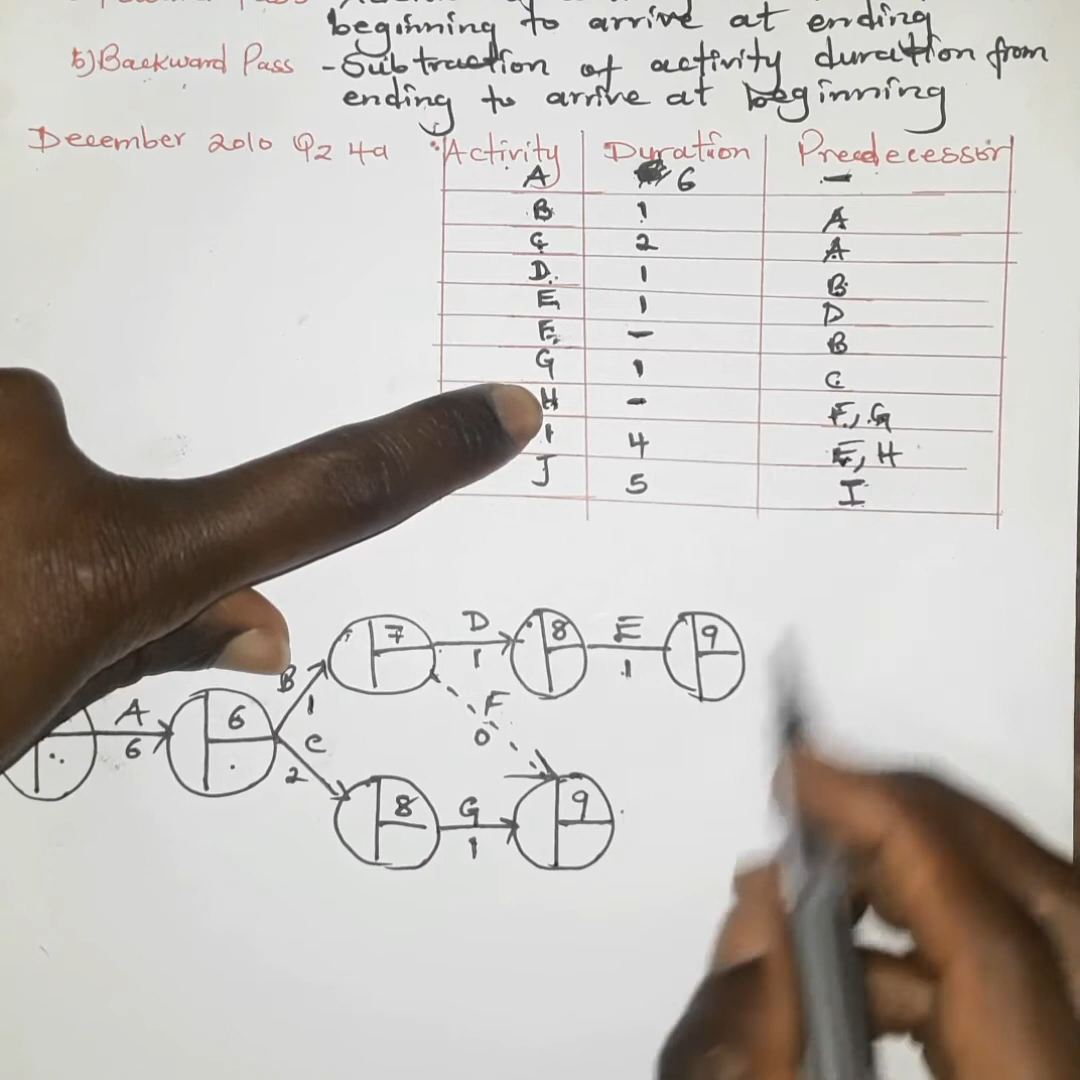 beginning to arrive at ending
b) Backward Pass - Subtraction of activity duration from
ending to arrive at beginning
December 2010 Q2 4a
Activity Duration Predecessor
A 6 -
B 1 A
C 2 A
D 1 B
E 1 D
F - B
G 1 C
H - F, G
I 4 E, H
J 5 I
7 D 1 8 E 1 9
B 1
F 0
A 6 6
C 2
8 G 1 9